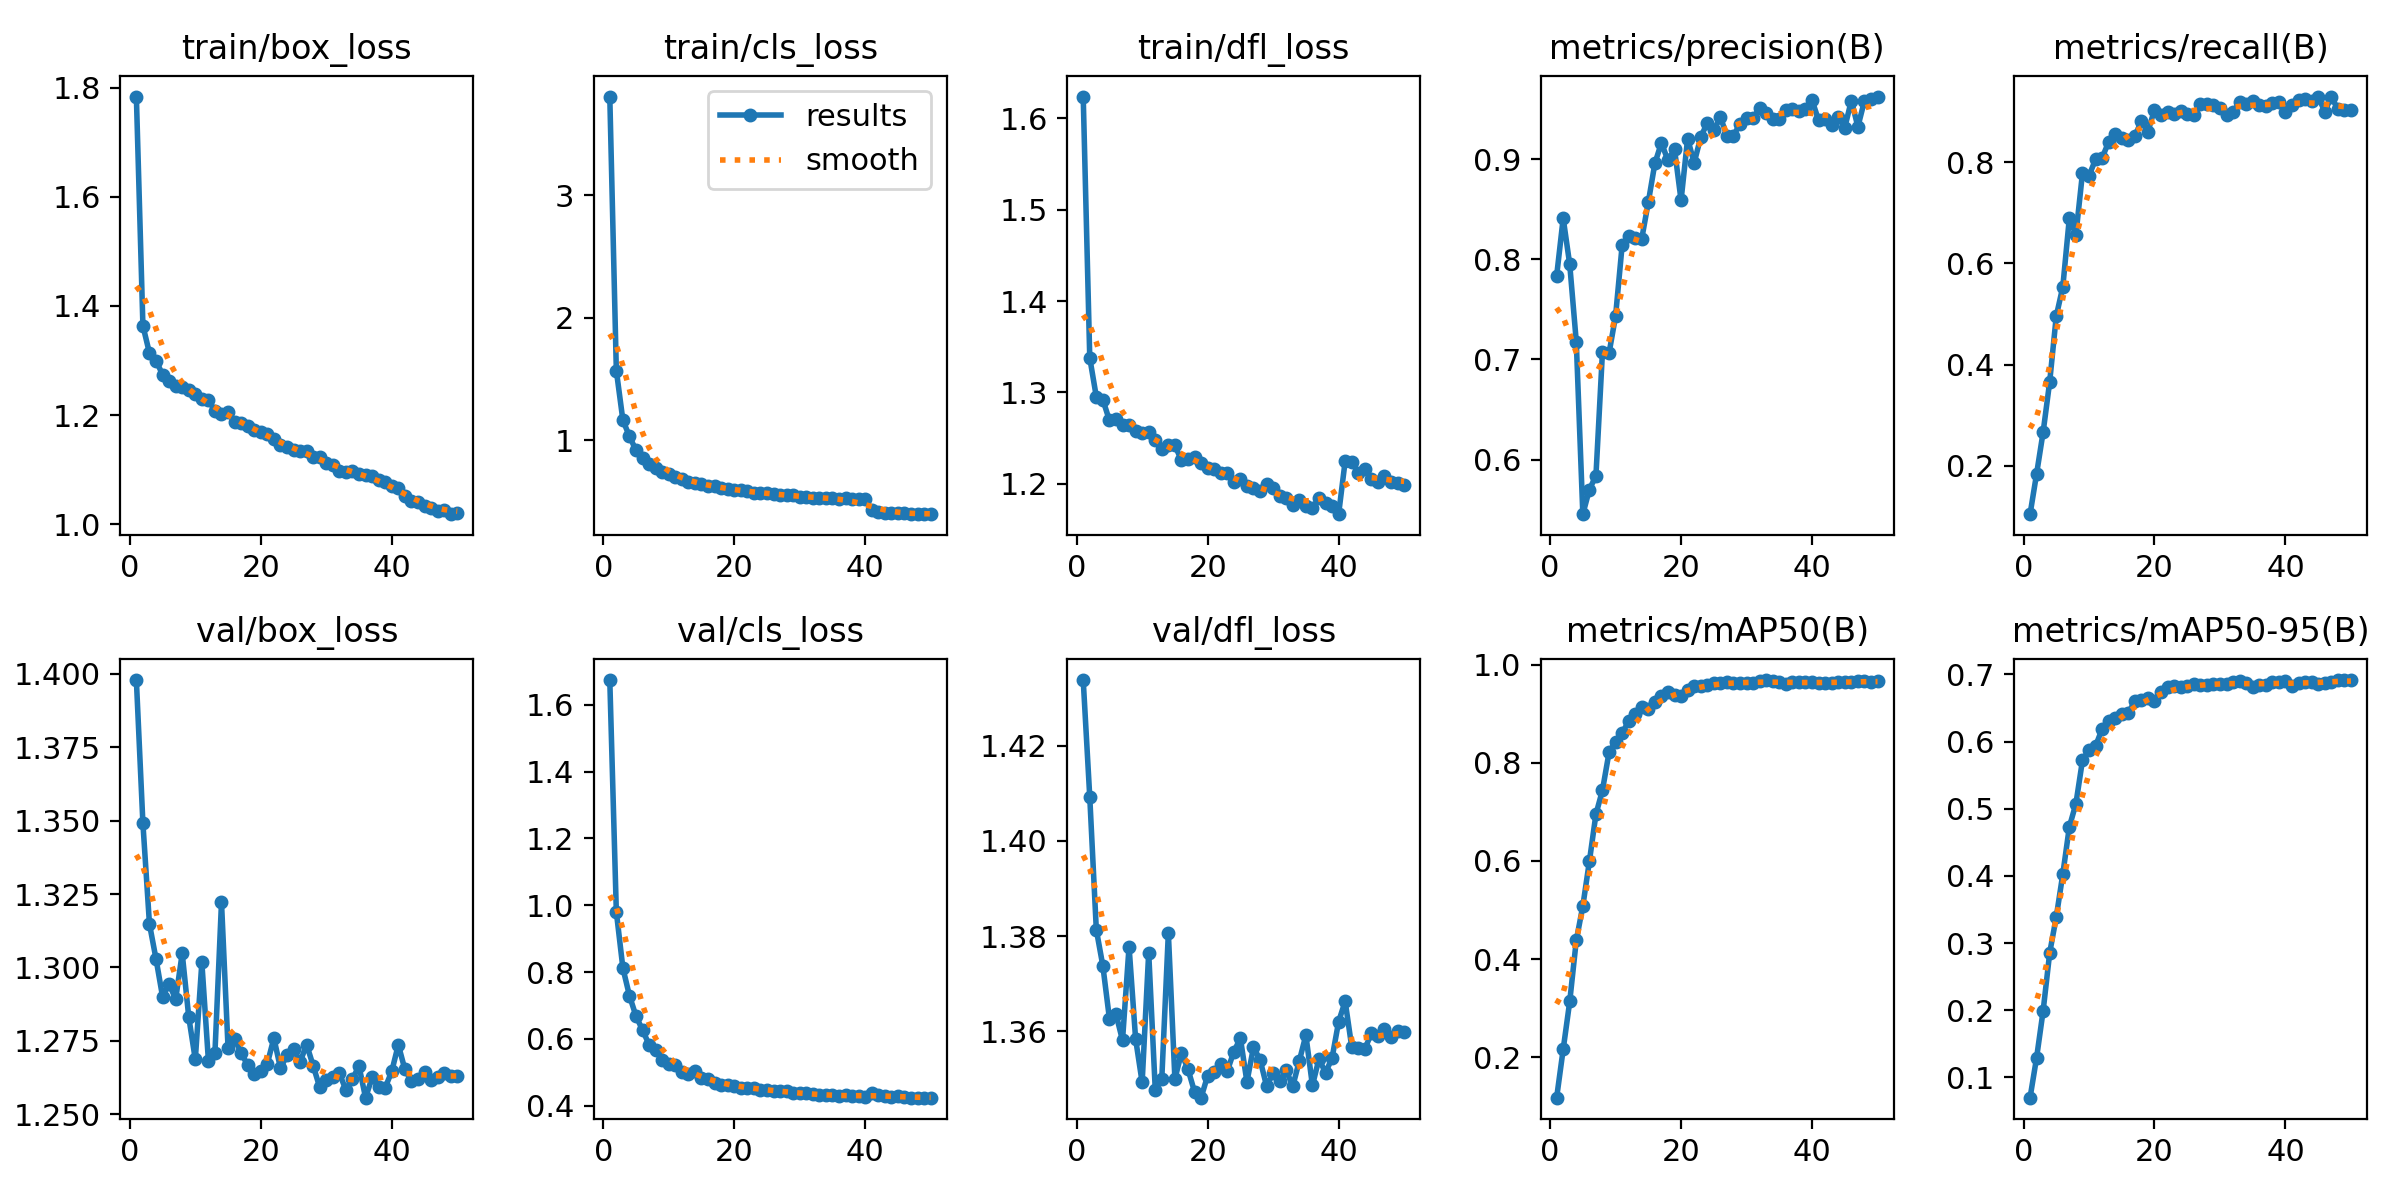 train/box_loss
1.8
1.6
1.4
1.2
1.0
0 20 40
train/cls_loss
results
smooth
3
2
1
0 20 40
train/dfl_loss
1.6
1.5
1.4
1.3
1.2
0 20 40
metrics/precision(B)
0.9
0.8
0.7
0.6
0 20 40
metrics/recall(B)
0.8
0.6
0.4
0.2
0 20 40
val/box_loss
1.400
1.375
1.350
1.325
1.300
1.275
1.250
0 20 40
val/cls_loss
1.6
1.4
1.2
1.0
0.8
0.6
0.4
0 20 40
val/dfl_loss
1.42
1.40
1.38
1.36
0 20 40
metrics/mAP50(B)
1.0
0.8
0.6
0.4
0.2
0 20 40
metrics/mAP50-95(B)
0.7
0.6
0.5
0.4
0.3
0.2
0.1
0 20 40